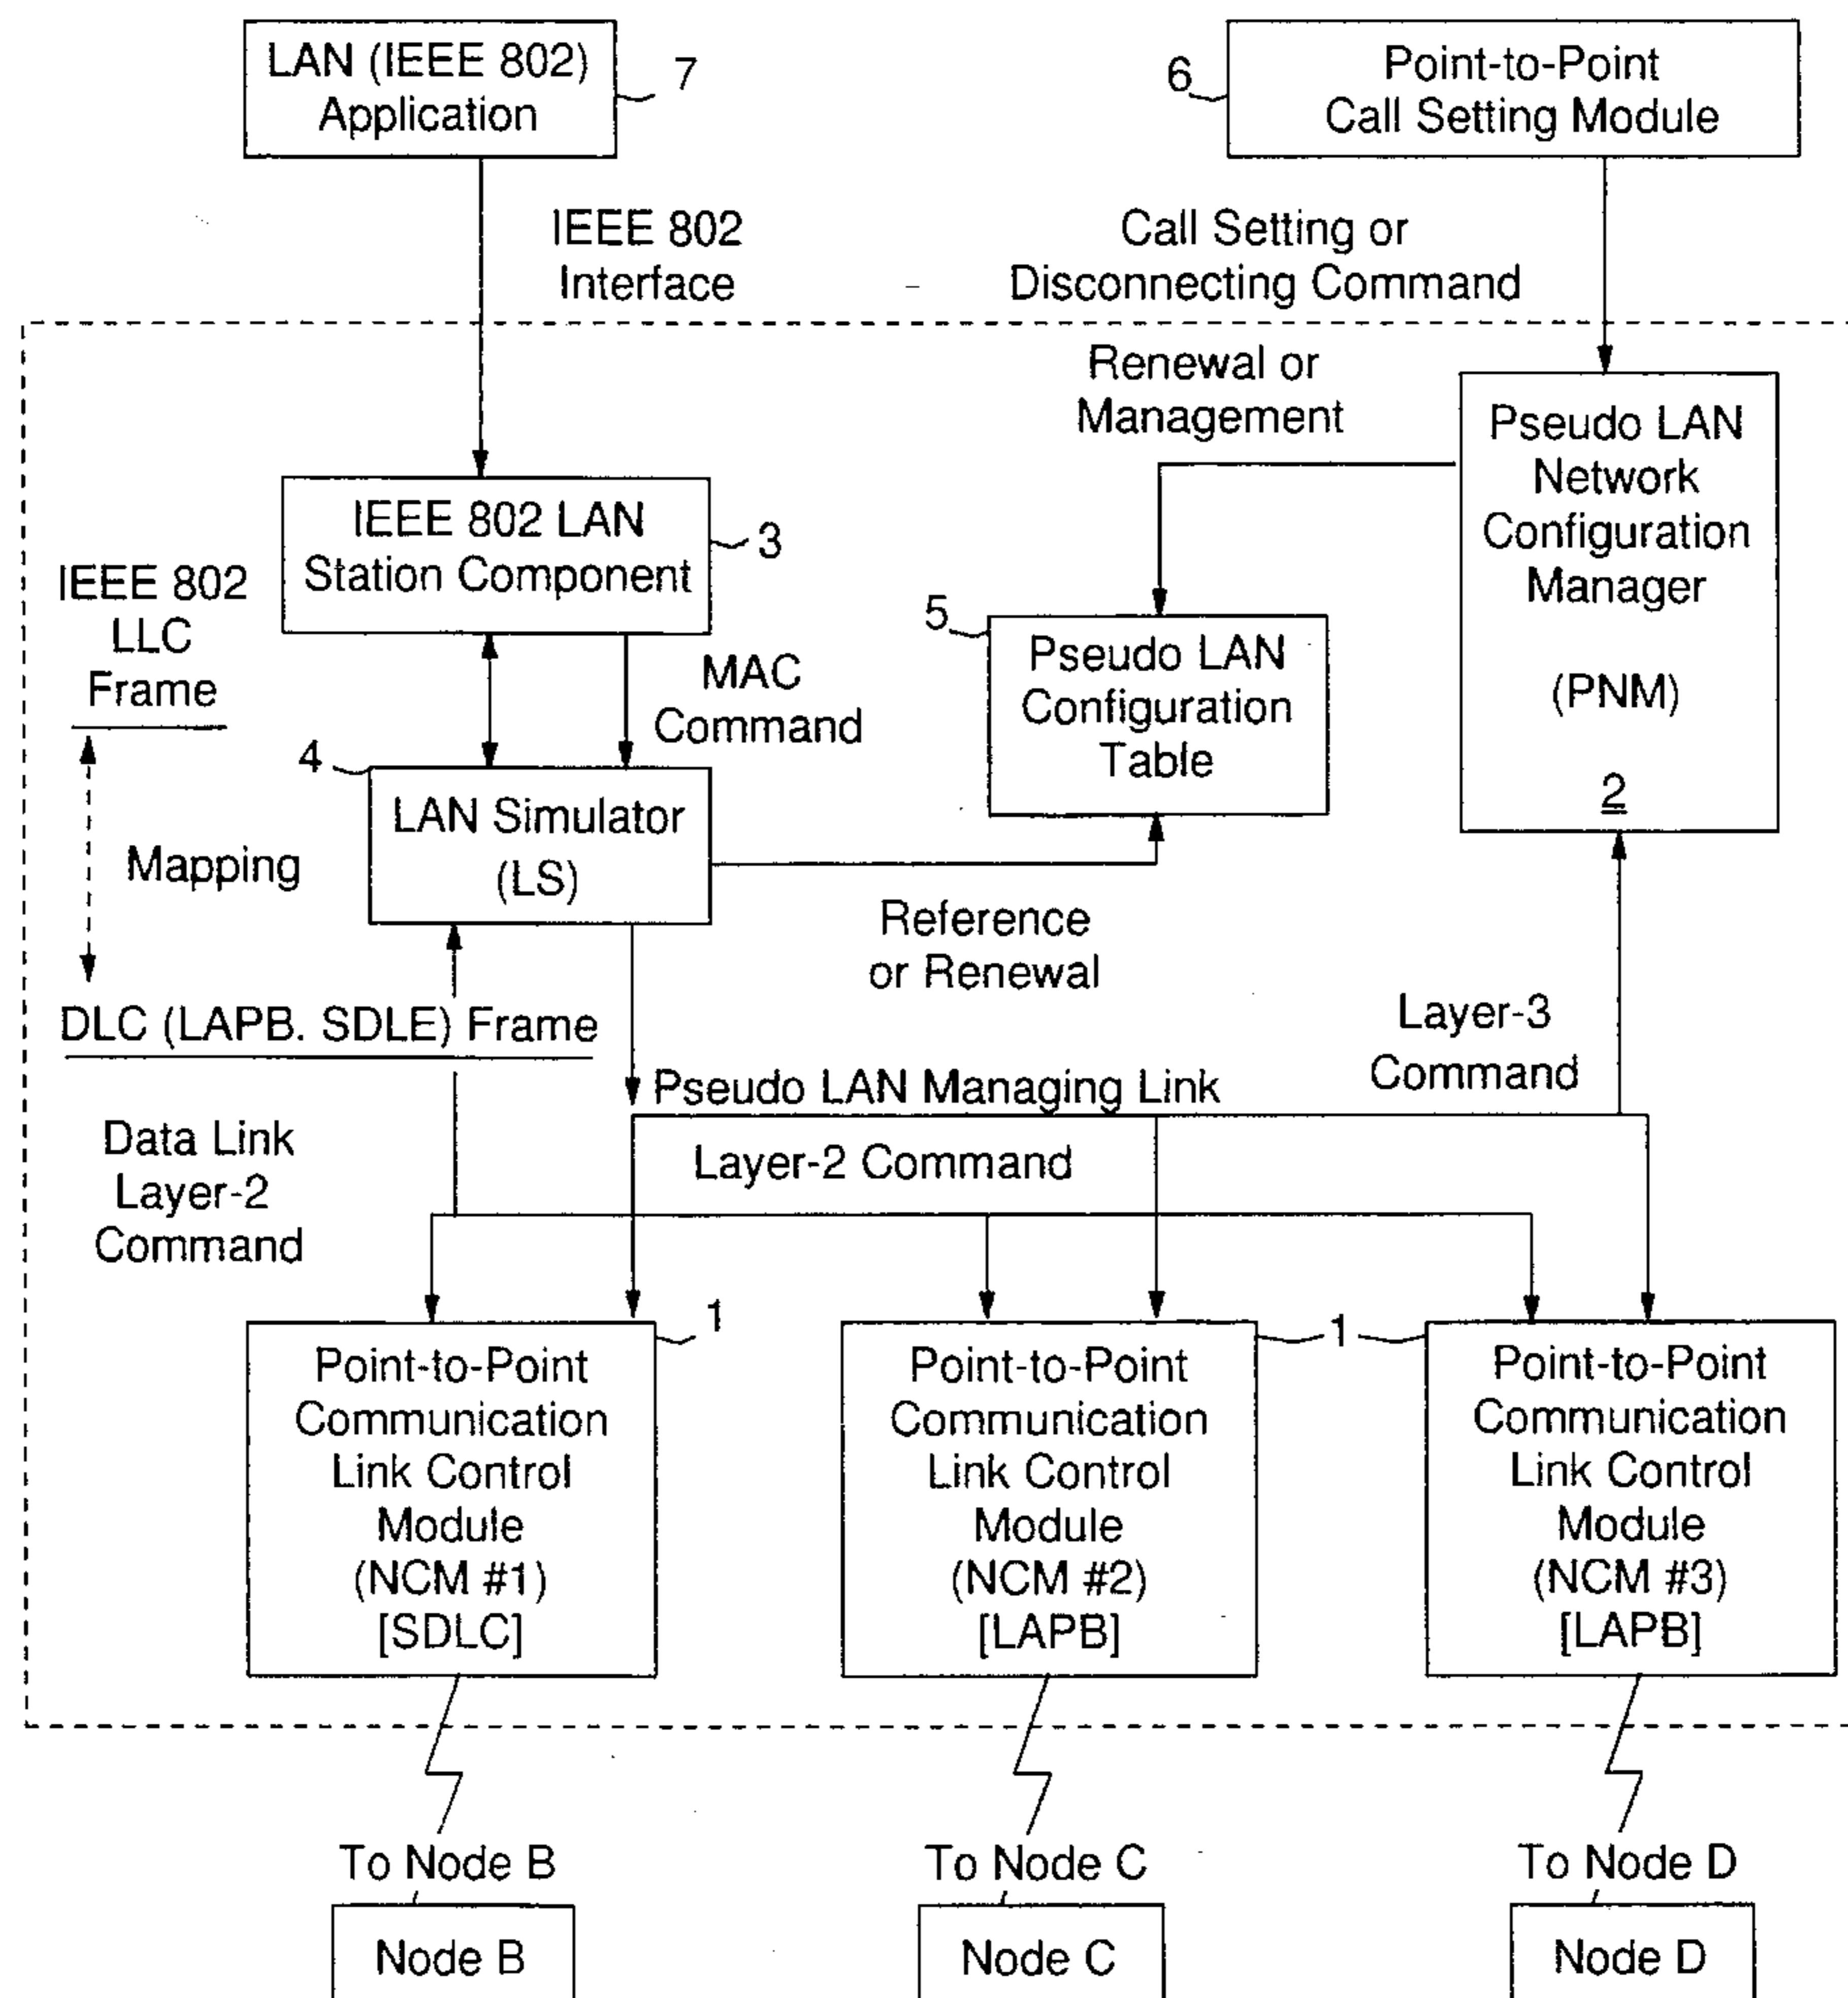 LAN (IEEE 802)
Application
7
6
Point-to-Point
Call Setting Module
IEEE 802
Interface
Call Setting or
Disconnecting Command
Renewal or
Management
Pseudo LAN
Network
Configuration
Manager
(PNM)
2
IEEE 802 LAN
Station Component
3
IEEE 802
LLC
Frame
5
Pseudo LAN
Configuration
Table
MAC
Command
4
LAN Simulator
(LS)
Mapping
Reference
or Renewal
DLC (LAPB. SDLE) Frame
Layer-3
Command
Pseudo LAN Managing Link
Data Link
Layer-2
Command
Layer-2 Command
1
Point-to-Point
Communication
Link Control
Module
(NCM #1)
[SDLC]
Point-to-Point
Communication
Link Control
Module
(NCM #2)
[LAPB]
1
Point-to-Point
Communication
Link Control
Module
(NCM #3)
[LAPB]
To Node B
To Node C
To Node D
Node B
Node C
Node D